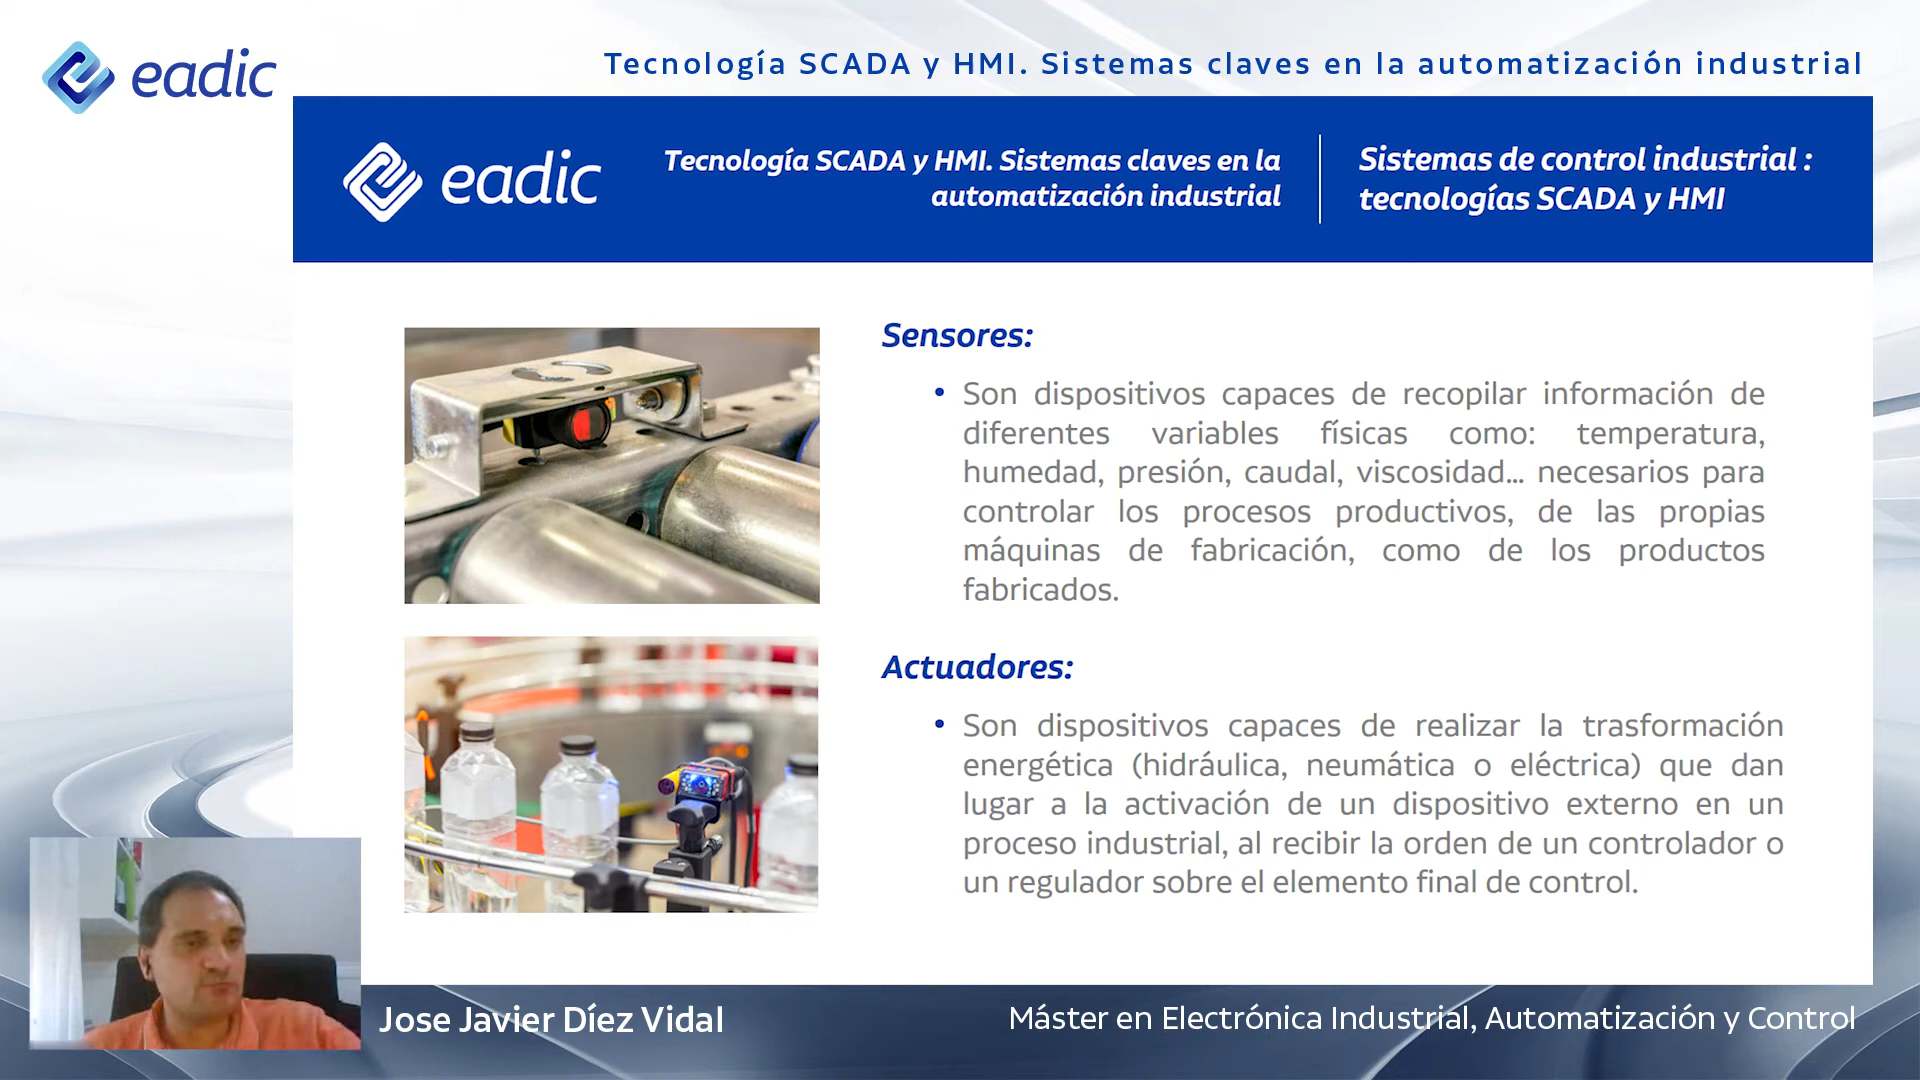 eadic
Tecnología SCADA y HMI. Sistemas claves en la automatización industrial
eadic
Tecnología SCADA y HMI. Sistemas claves en la
automatización industrial
Sistemas de control industrial :
tecnologías SCADA y HMI
Sensores:
• Son dispositivos capaces de recopilar información de
diferentes variables físicas como: temperatura,
humedad, presión, caudal, viscosidad... necesarios para
controlar los procesos productivos, de las propias
máquinas de fabricación, como de los productos
fabricados.
Actuadores:
• Son dispositivos capaces de realizar la trasformación
energética (hidráulica, neumática o eléctrica) que dan
lugar a la activación de un dispositivo externo en un
proceso industrial, al recibir la orden de un controlador o
un regulador sobre el elemento final de control.
Jose Javier Díez Vidal
Máster en Electrónica Industrial, Automatización y Control